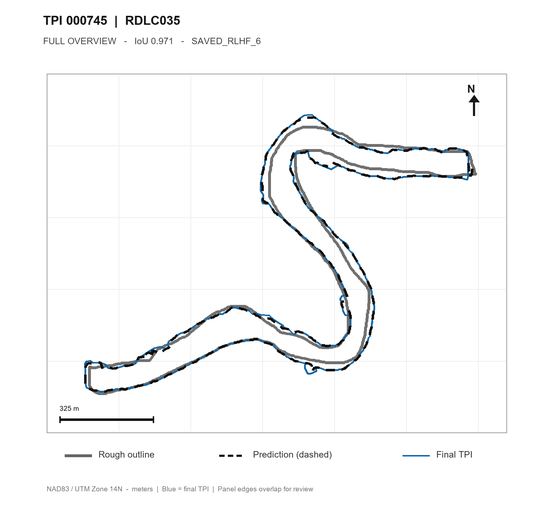 TPI 000745 | RDLC035
FULL OVERVIEW - IoU 0.971 - SAVED_RLHF_6
N
325 m
Rough outline
Prediction (dashed)
Final TPI
NAD83 / UTM Zone 14N - meters | Blue = final TPI | Panel edges overlap for review